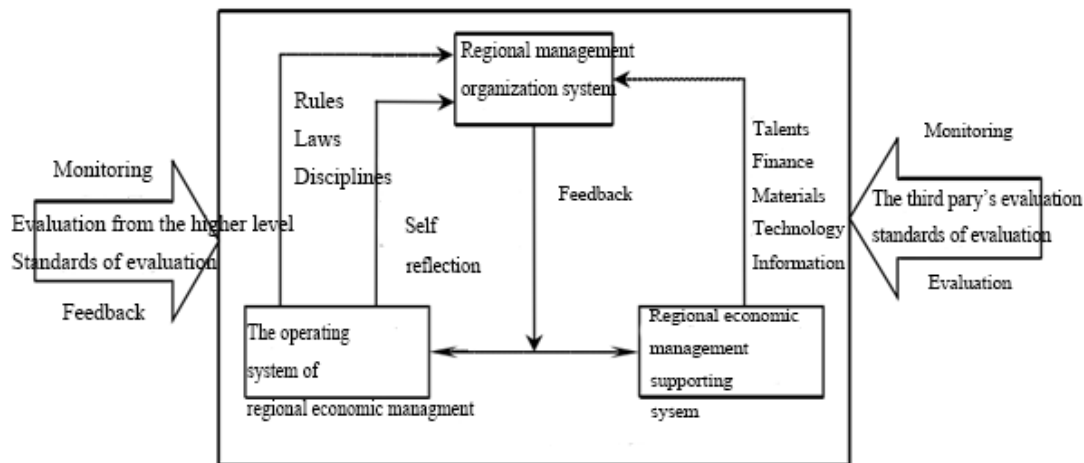 Regional management
organization system
Rules
Laws
Disciplines
Self
reflection
Feedback
Talents
Finance
Materials
Technology
Information
Monitoring
Evaluation from the higher level
Standards of evaluation
Feedback
Monitoring
The third pary's evaluation
standards of evaluation
Evaluation
The operating
system of
regional economic managment
Regional economic
management
supporting
sysem